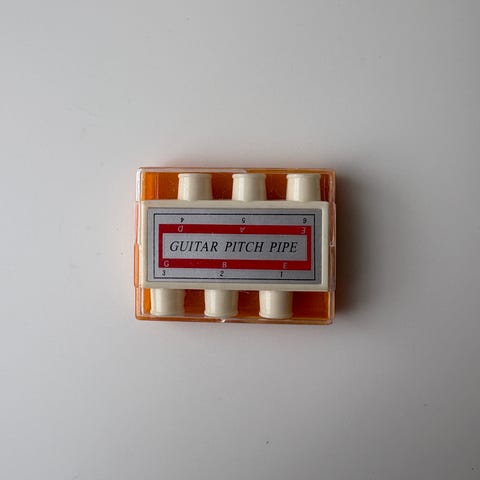 4 5 6
D A E
GUITAR PITCH PIPE
G B E
3 2 1